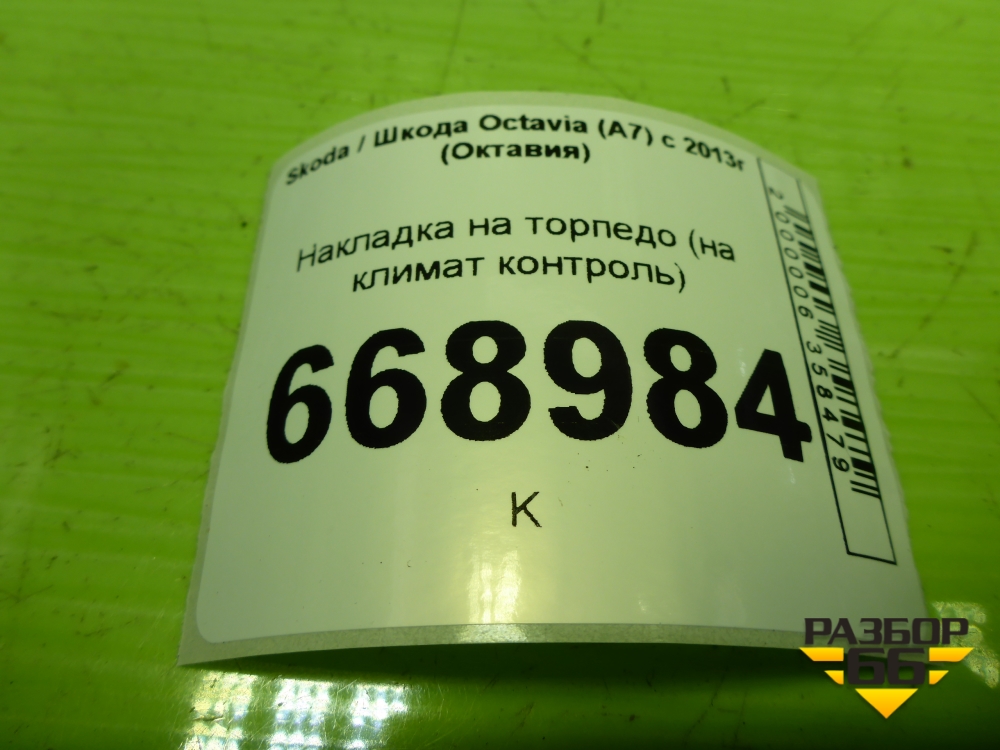 Skoda / Шкода Octavia (A7) с 2013г
(Октавия)
Накладка на торпедо (на
климат контроль)
668984
К
2000006358479
РАЗБОР
66